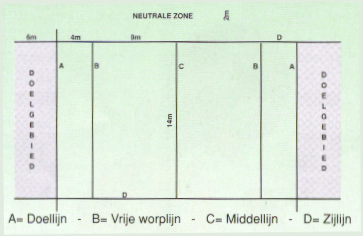 NEUTRALE ZONE
6m 4m 9m D
A B C B A
DOELGEBIED
DOELGEBIED
14m
D
A= Doellijn - B= Vrije worplijn - C= Middellijn - D= Zijlijn